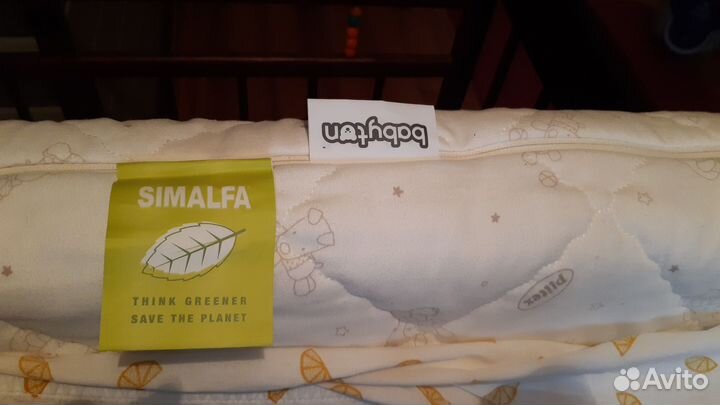 babyton
SIMALFA
THINK GREENER
SAVE THE PLANET
Plitex
Avito